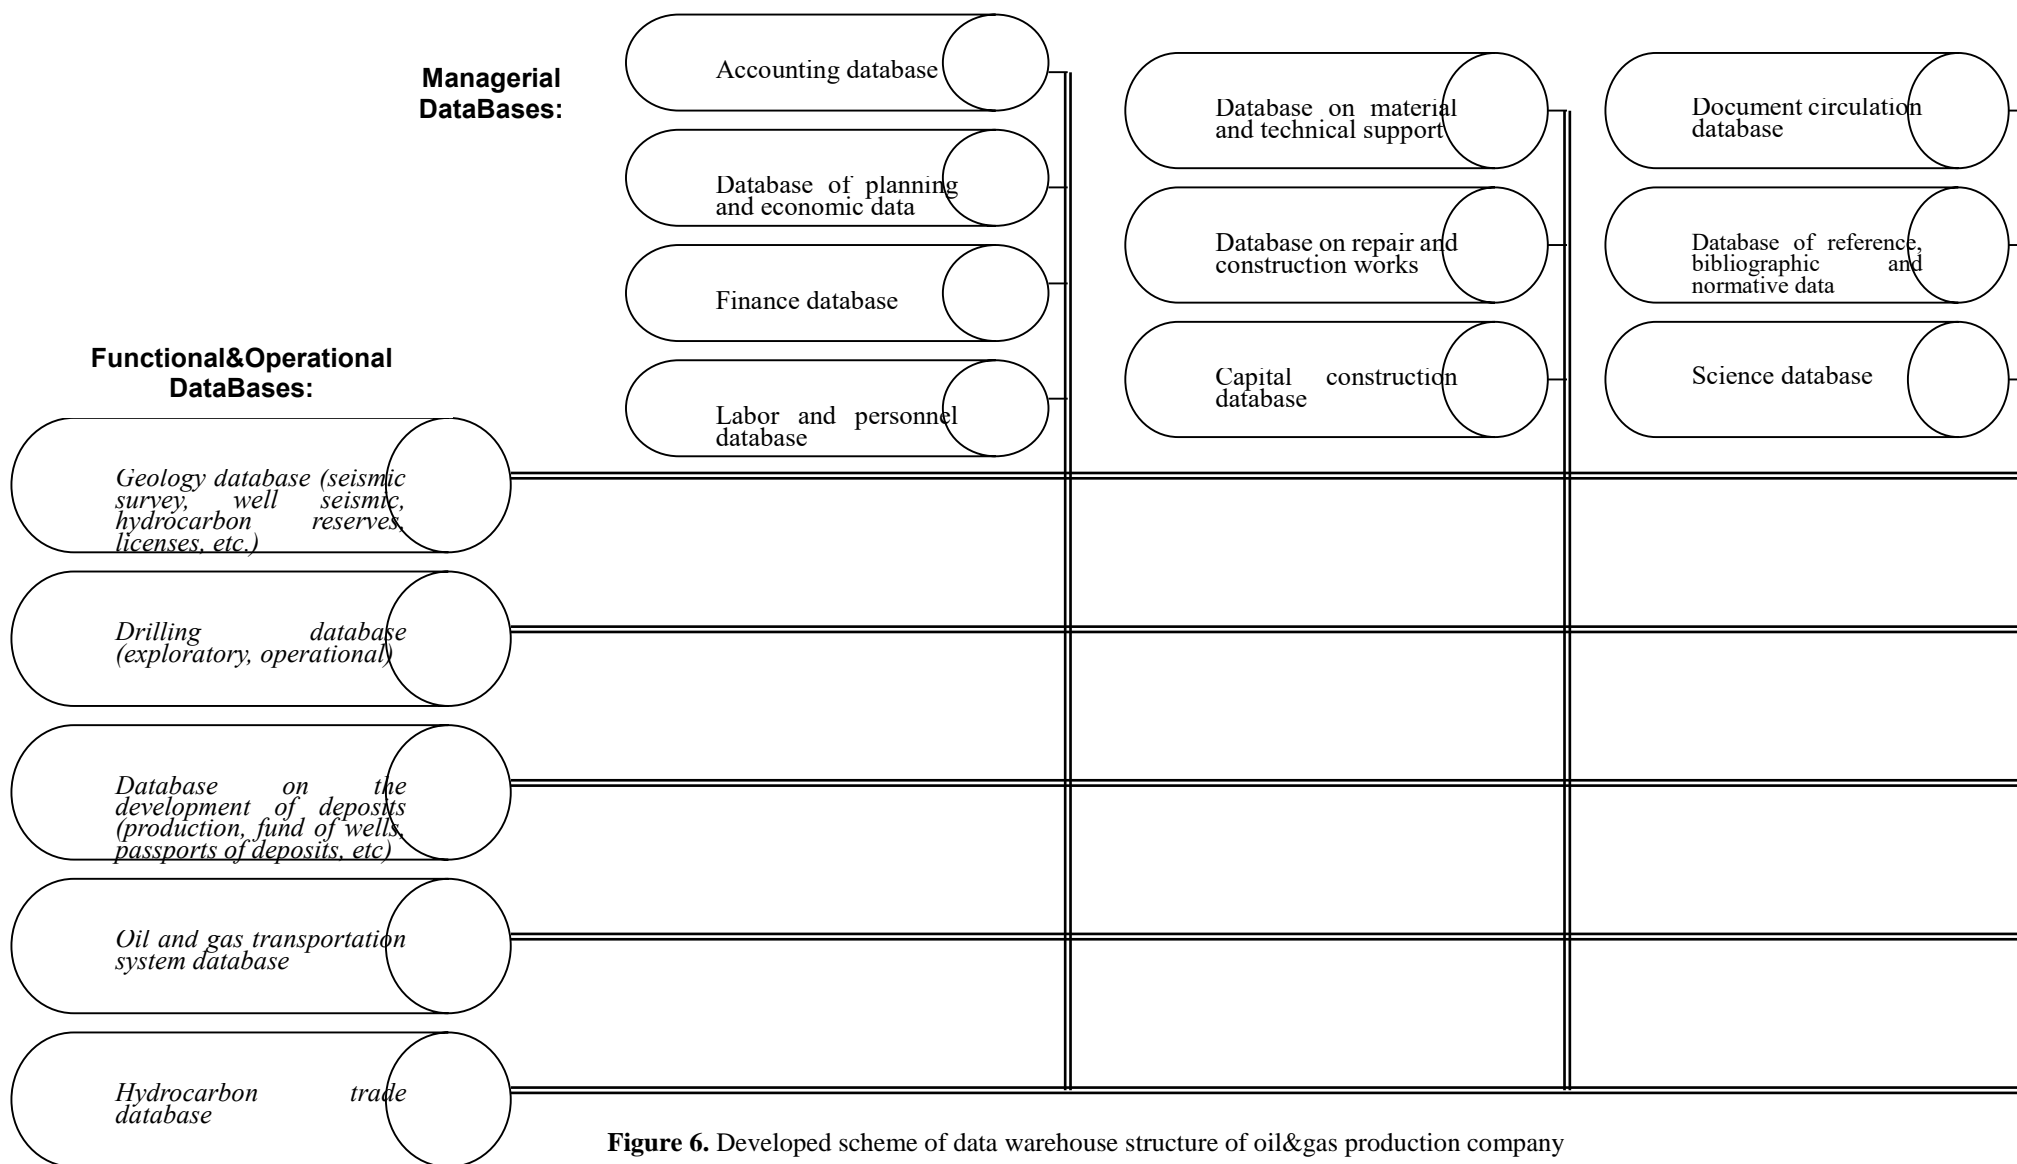 Managerial
DataBases:
Accounting database
Database of planning
and economic data
Finance database
Labor and personnel
database
Database on material
and technical support
Database on repair and
construction works
Capital construction
database
Document circulation
database
Database of reference,
bibliographic and
normative data
Science database
Functional&Operational
DataBases:
Geology database (seismic
survey, well seismic,
hydrocarbon reserves,
licenses, etc.)
Drilling database
(exploratory, operational)
Database on the
development of deposits
(production, fund of wells,
passports of deposits, etc)
Oil and gas transportation
system database
Hydrocarbon trade
database
Figure 6. Developed scheme of data warehouse structure of oil&gas production company